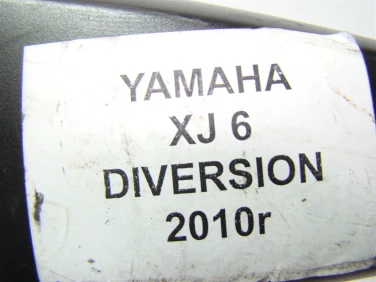 YAMAHA
XJ 6
DIVERSION
2010r